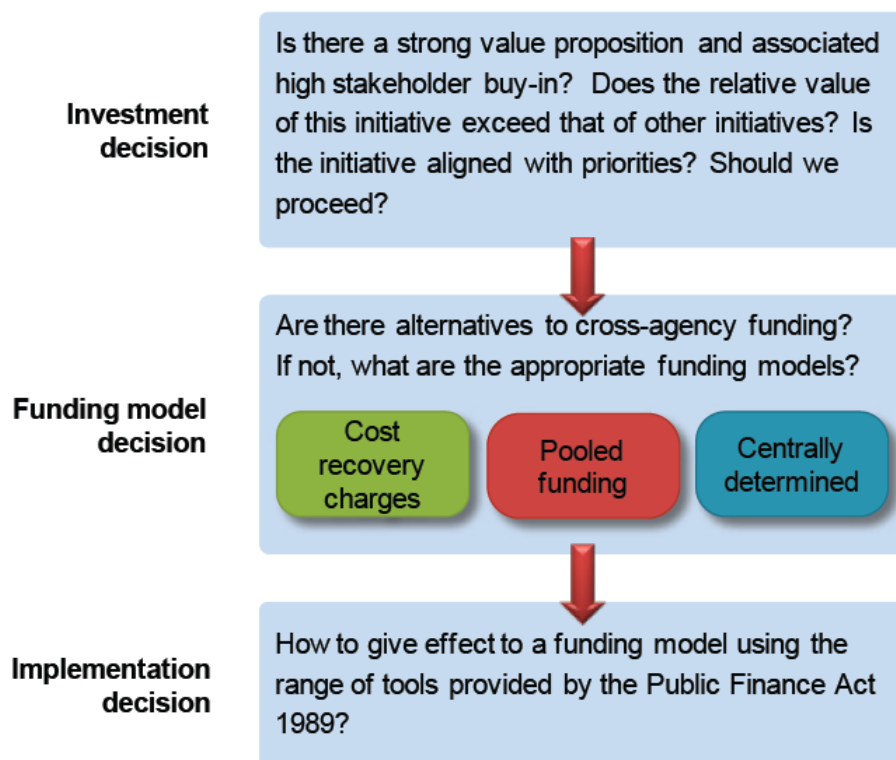 Investment
decision
Is there a strong value proposition and associated
high stakeholder buy-in? Does the relative value
of this initiative exceed that of other initiatives? Is
the initiative aligned with priorities? Should we
proceed?
Funding model
decision
Are there alternatives to cross-agency funding?
If not, what are the appropriate funding models?
Cost
recovery
charges
Pooled
funding
Centrally
determined
Implementation
decision
How to give effect to a funding model using the
range of tools provided by the Public Finance Act
1989?